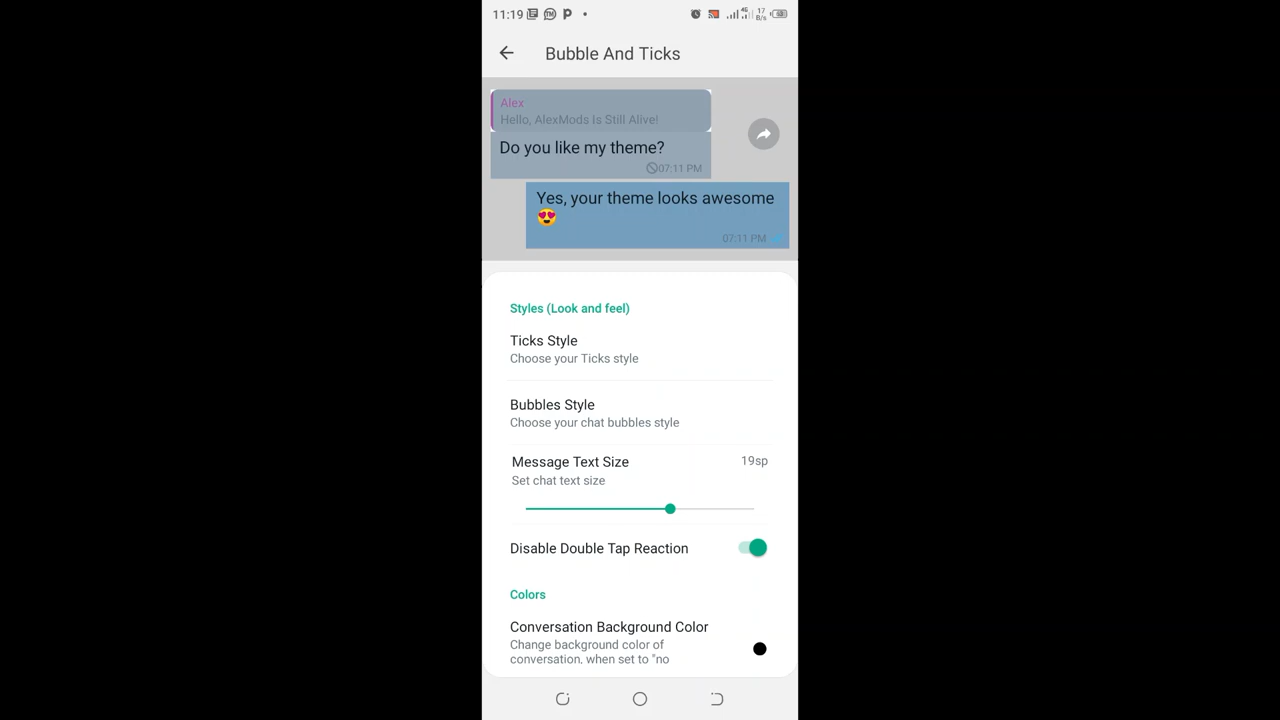 11:19
4G 17 B/s
Bubble And Ticks
Alex
Hello, AlexMods Is Still Alive!
Do you like my theme?
07:11 PM
Yes, your theme looks awesome
😍
07:11 PM
Styles (Look and feel)
Ticks Style
Choose your Ticks style
Bubbles Style
Choose your chat bubbles style
Message Text Size 19sp
Set chat text size
Disable Double Tap Reaction
Colors
Conversation Background Color
Change background color of
conversation, when set to "no